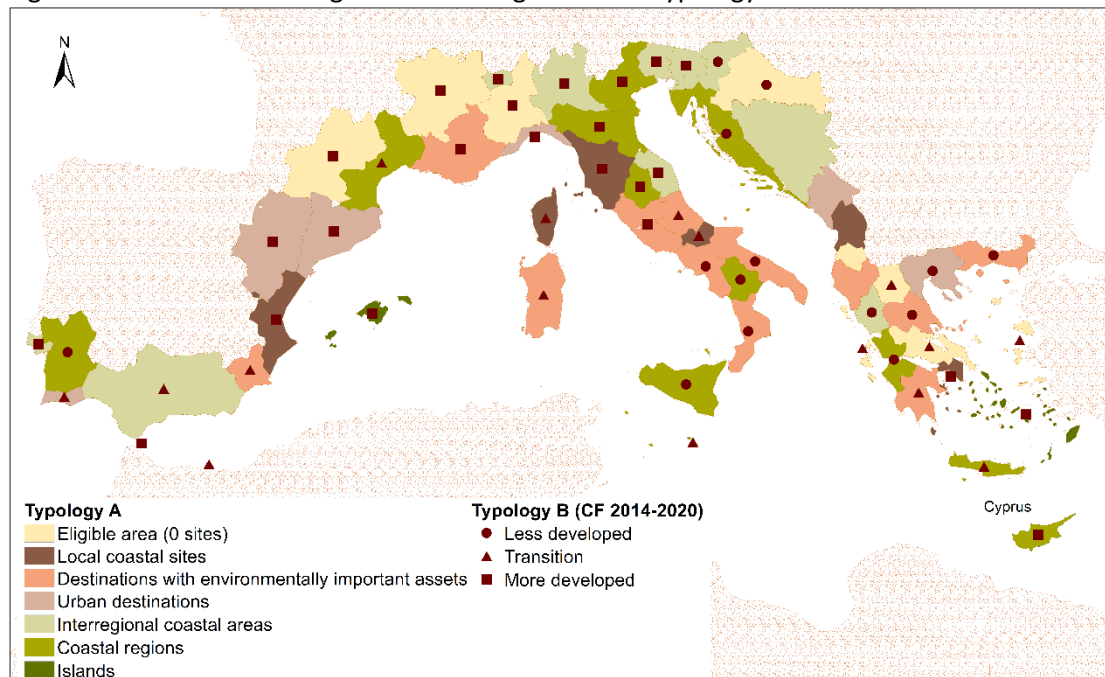 N
Cyprus
Typology A
Eligible area (0 sites)
Local coastal sites
Destinations with environmentally important assets
Urban destinations
Interregional coastal areas
Coastal regions
Islands
Typology B (CF 2014-2020)
Less developed
Transition
More developed